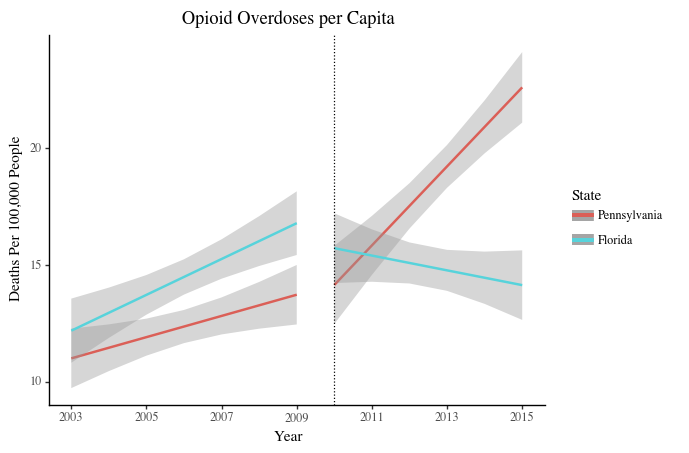 Opioid Overdoses per Capita
Deaths Per 100,000 People
20
15
10
2003
2005
2007
2009
2011
2013
2015
Year
State
Pennsylvania
Florida